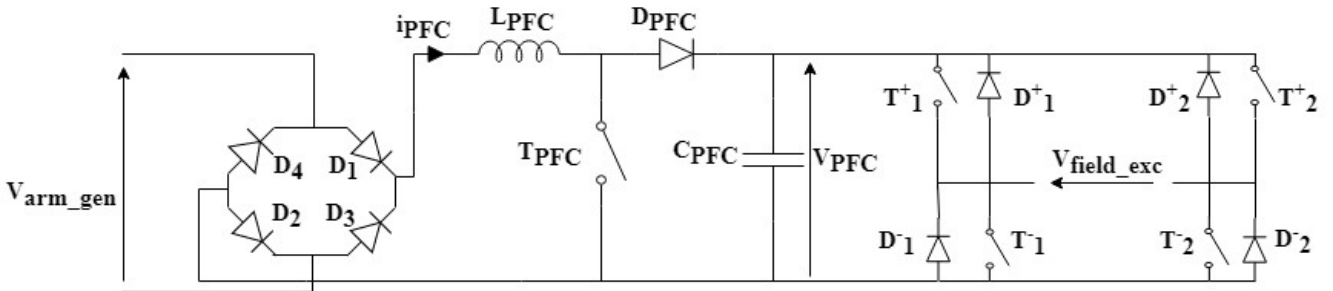 iPFC LPFC DPFC
T+1 D+1 D+2 T+2
D4 D1 TPFC CPFC VPFC Vfield_exc
Varm_gen
D2 D3
D-1 T-1 T-2 D-2